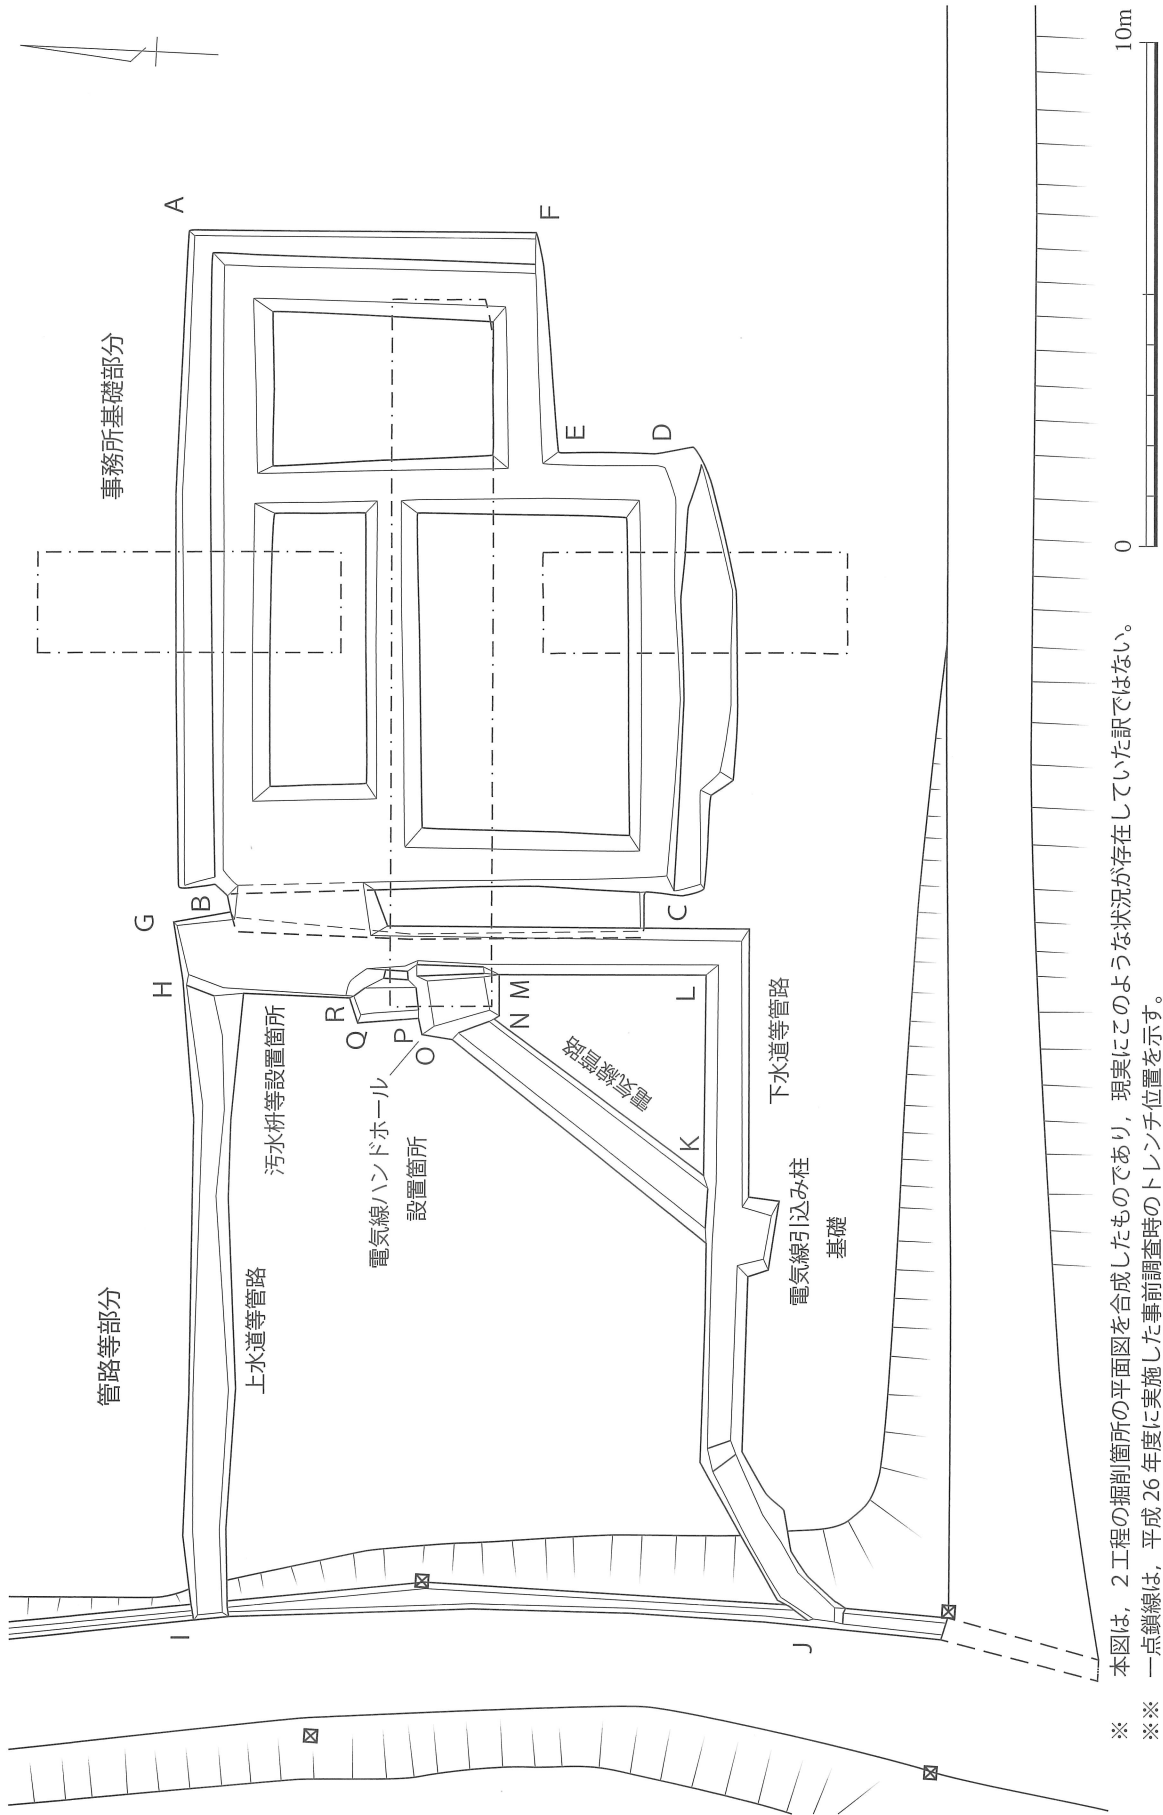 管路等部分
事務所基礎部分
I
H
G
B
A
上水道等管路
汚水枡等設置箇所
R
Q
P
O
電気線ハンドホール
設置箇所
N
M
電気線管路
F
E
D
C
L
K
J
電気線引込み柱
基礎
下水道等管路
0
10m
※　本図は，2工程の掘削箇所の平面図を合成したものであり，現実にこのような状況が存在していた訳ではない。
※※　一点鎖線は，平成26年度に実施した事前調査時のトレンチ位置を示す。